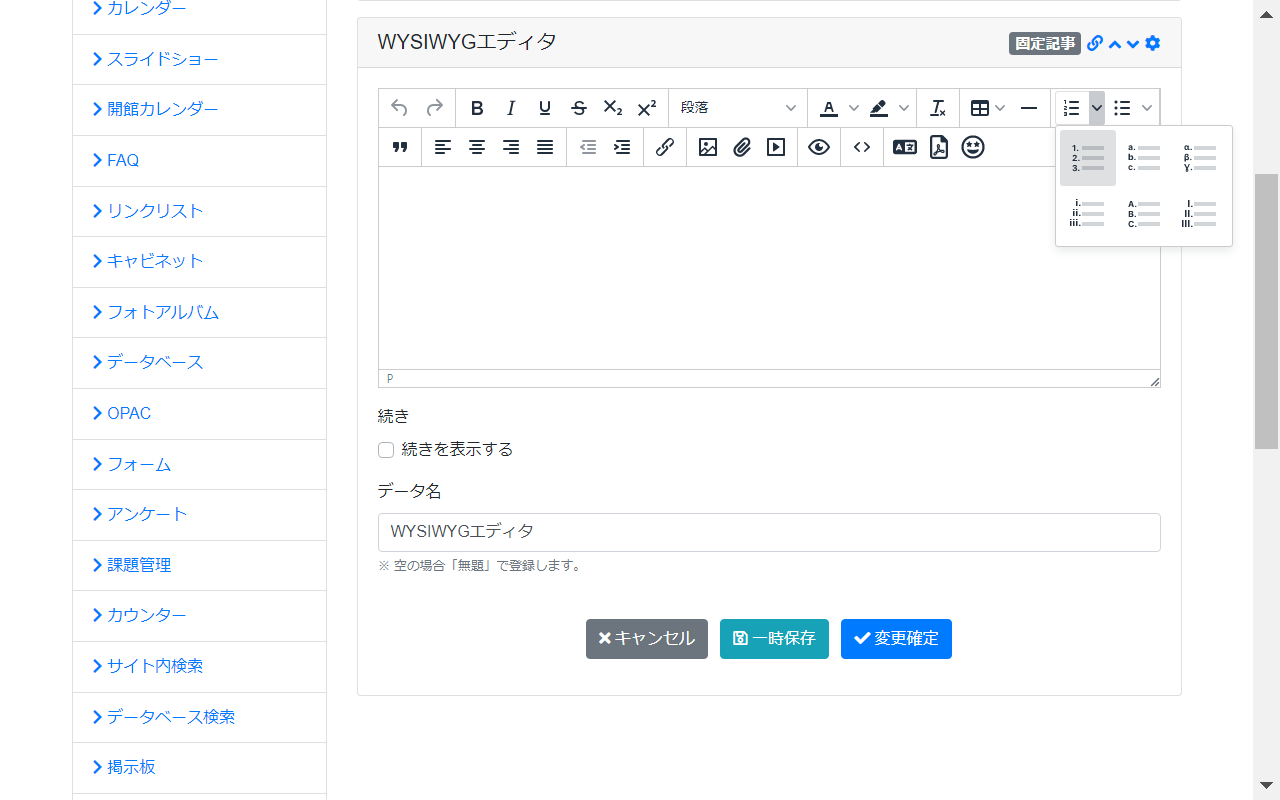 カレンダー
スライドショー
開館カレンダー
FAQ
リンクリスト
キャビネット
フォトアルバム
データベース
OPAC
フォーム
アンケート
課題管理
カウンター
サイト内検索
データベース検索
掲示板
WYSIWYGエディタ
固定記事
段落
1. 2. 3.
a. b. c.
α. β. γ.
i. ii. iii.
A. B. C.
I. II. III.
P
続き
続きを表示する
データ名
WYSIWYGエディタ
※ 空の場合「無題」で登録します。
キャンセル
一時保存
変更確定